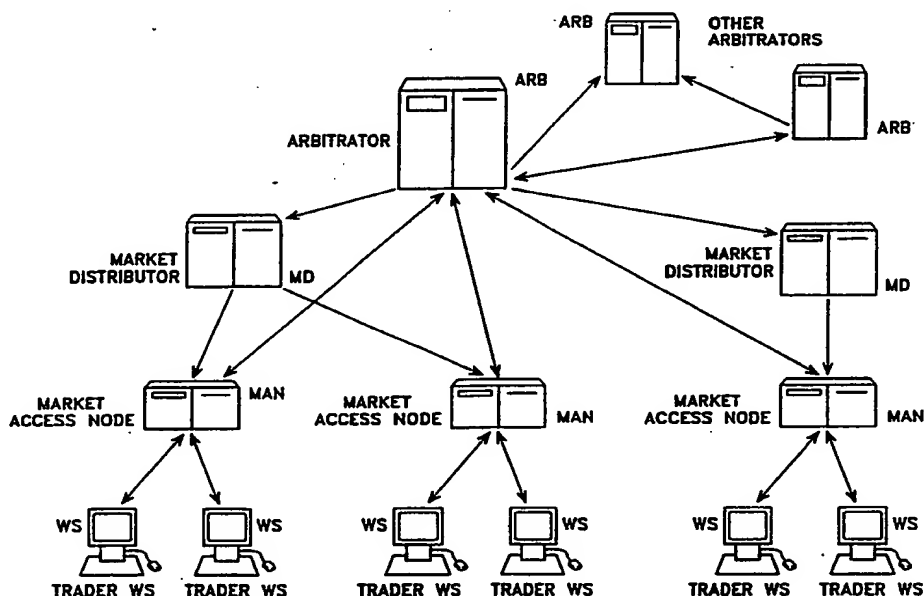 ARB
OTHER
ARBITRATORS
ARB
ARBITRATOR
ARB
MARKET
DISTRIBUTOR
MD
MARKET
DISTRIBUTOR
MD
MARKET
ACCESS NODE
MAN
MARKET
ACCESS NODE
MAN
MARKET
ACCESS NODE
MAN
WS
WS
WS
WS
WS
WS
TRADER WS
TRADER WS
TRADER WS
TRADER WS
TRADER WS
TRADER WS